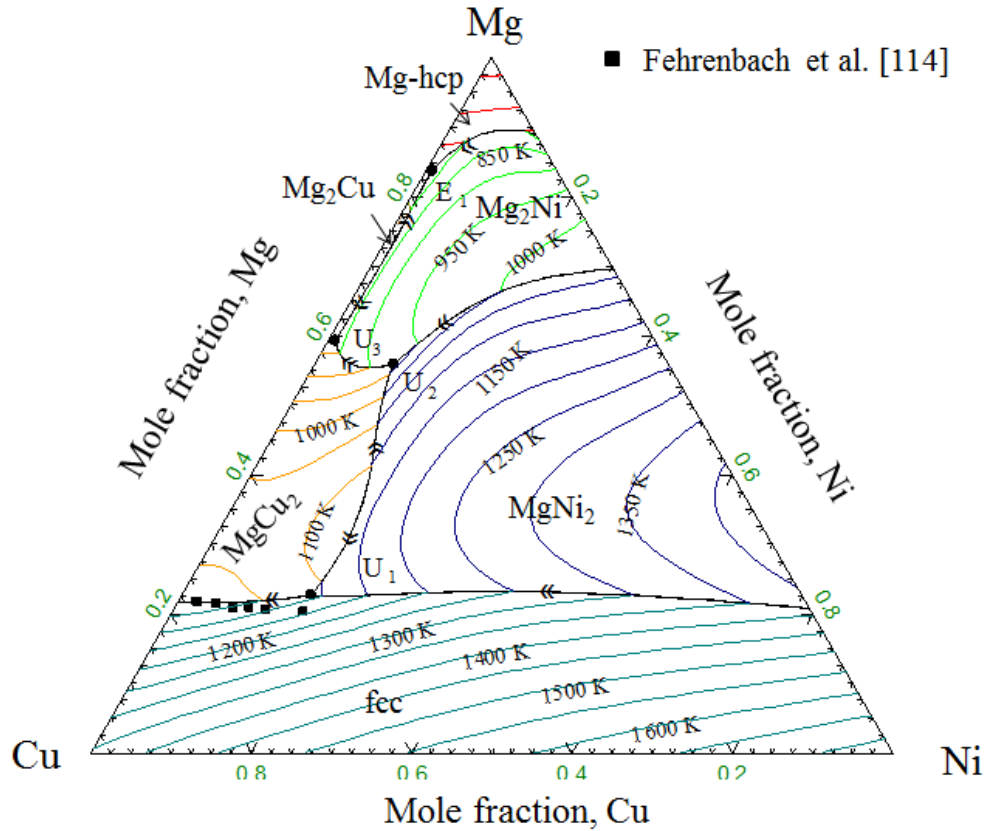 Mg
■ Fehrenbach et al. [114]
Mg-hcp
850 K
Mg₂Cu
0.8
E₁
Mg₂Ni
0.2
950 K
1000 K
Mole fraction, Mg
Mole fraction, Ni
0.6
U₃
0.4
U₂
1150 K
1000 K
1250 K
0.4
0.6
MgCu₂
1100 K
MgNi₂
1350 K
U₁
0.2
0.8
1200 K
1300 K
1400 K
fcc
1500 K
1600 K
Cu
Ni
0.8
0.6
0.4
0.2
Mole fraction, Cu